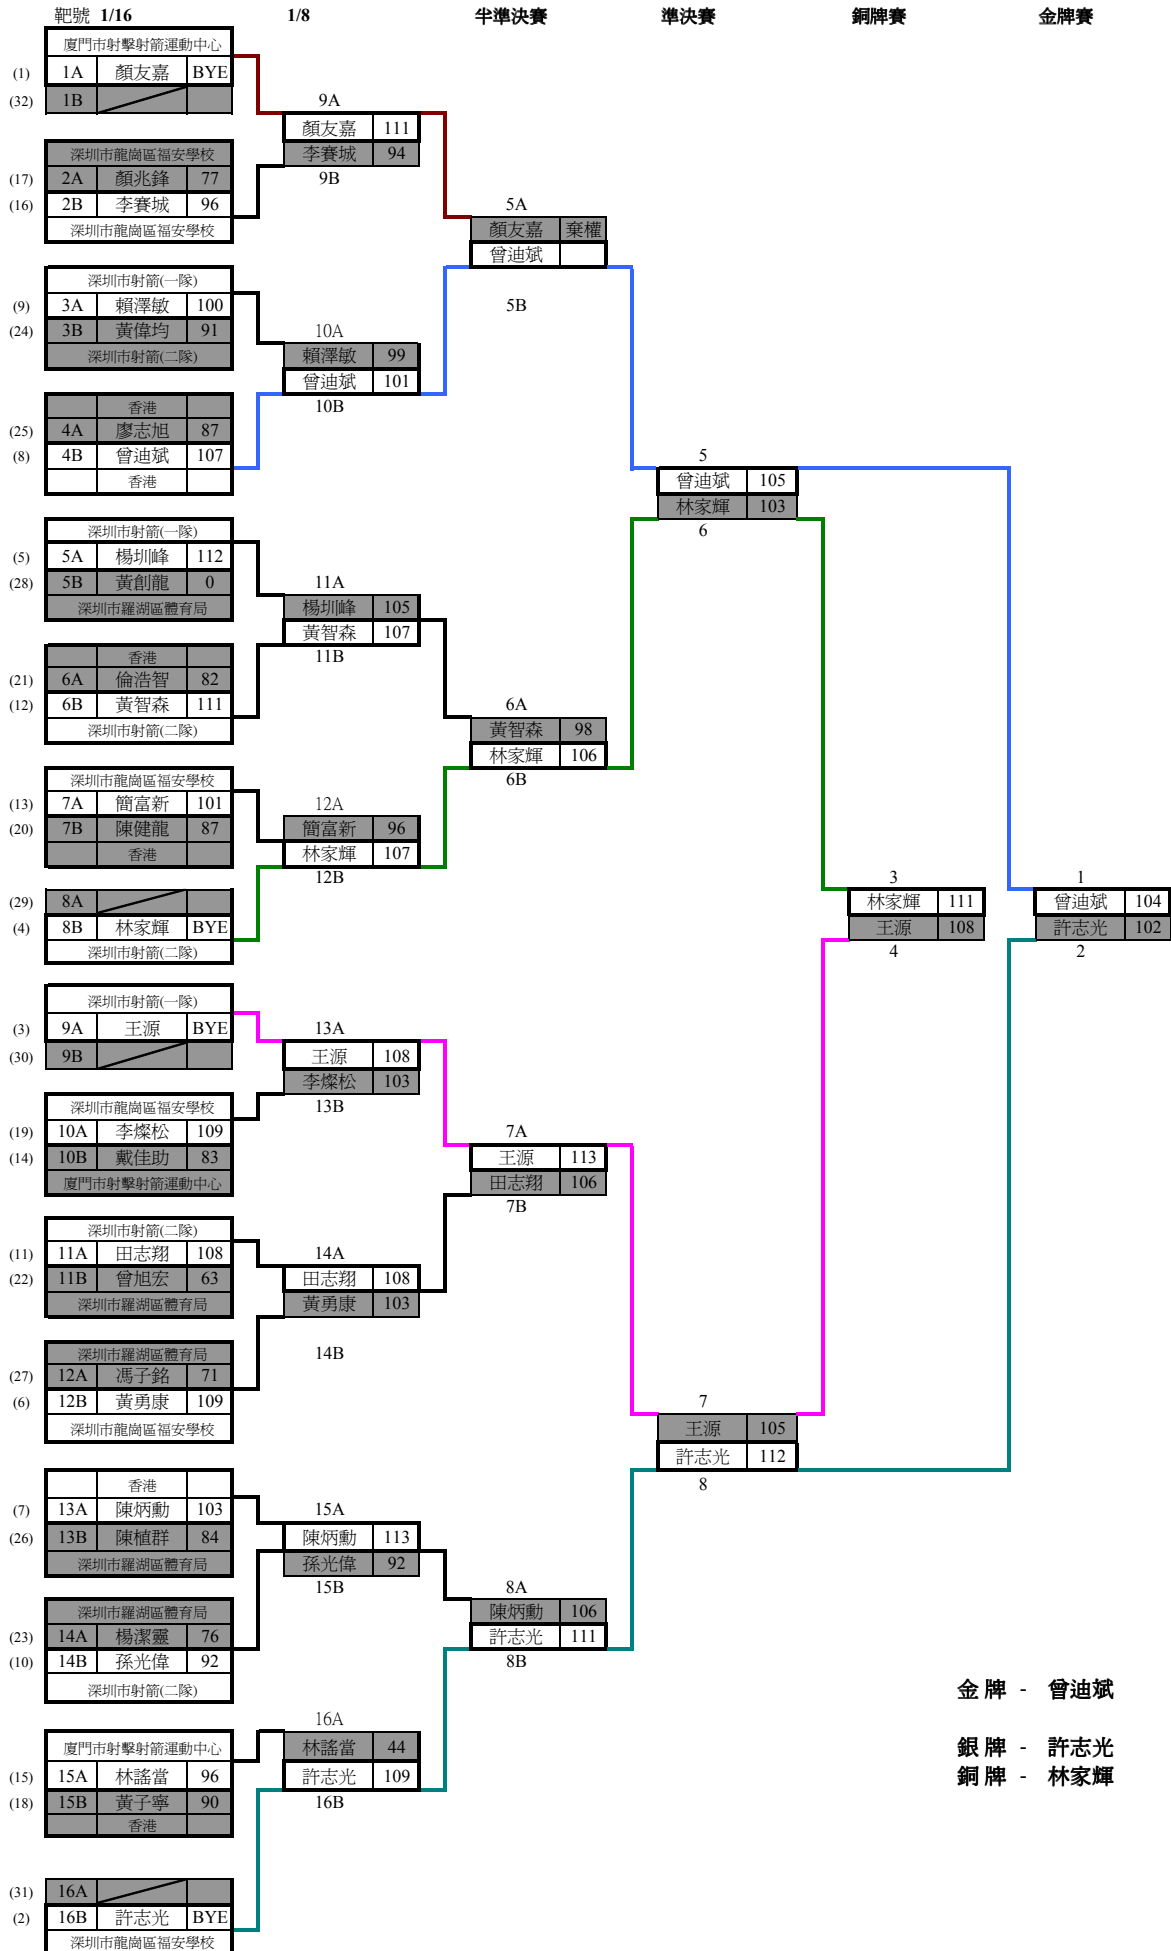 靶號 1/16 1/8 半準決賽 準決賽 銅牌賽 金牌賽
廈門市射擊射箭運動中心
(1) 1A 顏友嘉 BYE
(32) 1B
9A
顏友嘉 111
李賽城 94
9B
深圳市龍崗區福安學校
(17) 2A 顏兆鋒 77
(16) 2B 李賽城 96
深圳市龍崗區福安學校
5A
顏友嘉 棄權
曾迪斌
5B
深圳市射箭(一隊)
(9) 3A 賴澤敏 100
(24) 3B 黃偉均 91
深圳市射箭(二隊)
10A
賴澤敏 99
曾迪斌 101
10B
香港
(25) 4A 廖志旭 87
(8) 4B 曾迪斌 107
香港
5
曾迪斌 105
林家輝 103
6
深圳市射箭(一隊)
(5) 5A 楊圳峰 112
(28) 5B 黃創龍 0
深圳市羅湖區體育局
11A
楊圳峰 105
黃智森 107
11B
香港
(21) 6A 倫浩智 82
(12) 6B 黃智森 111
深圳市射箭(二隊)
6A
黃智森 98
林家輝 106
6B
深圳市龍崗區福安學校
(13) 7A 簡富新 101
(20) 7B 陳健龍 87
香港
12A
簡富新 96
林家輝 107
12B
(29) 8A
(4) 8B 林家輝 BYE
深圳市射箭(二隊)
3
林家輝 111
王源 108
4
1
曾迪斌 104
許志光 102
2
深圳市射箭(一隊)
(3) 9A 王源 BYE
(30) 9B
13A
王源 108
李燦松 103
13B
深圳市龍崗區福安學校
(19) 10A 李燦松 109
(14) 10B 戴佳助 83
廈門市射擊射箭運動中心
7A
王源 113
田志翔 106
7B
深圳市射箭(二隊)
(11) 11A 田志翔 108
(22) 11B 曾旭宏 63
深圳市羅湖區體育局
14A
田志翔 108
黃勇康 103
14B
深圳市羅湖區體育局
(27) 12A 馮子銘 71
(6) 12B 黃勇康 109
深圳市龍崗區福安學校
7
王源 105
許志光 112
8
香港
(7) 13A 陳炳勳 103
(26) 13B 陳植群 84
深圳市羅湖區體育局
15A
陳炳勳 113
孫光偉 92
15B
深圳市羅湖區體育局
(23) 14A 楊潔靈 76
(10) 14B 孫光偉 92
深圳市射箭(二隊)
8A
陳炳勳 106
許志光 111
8B
廈門市射擊射箭運動中心
(15) 15A 林謠當 96
(18) 15B 黃子寧 90
香港
16A
林謠當 44
許志光 109
16B
(31) 16A
(2) 16B 許志光 BYE
深圳市龍崗區福安學校
金牌 - 曾迪斌
銀牌 - 許志光
銅牌 - 林家輝